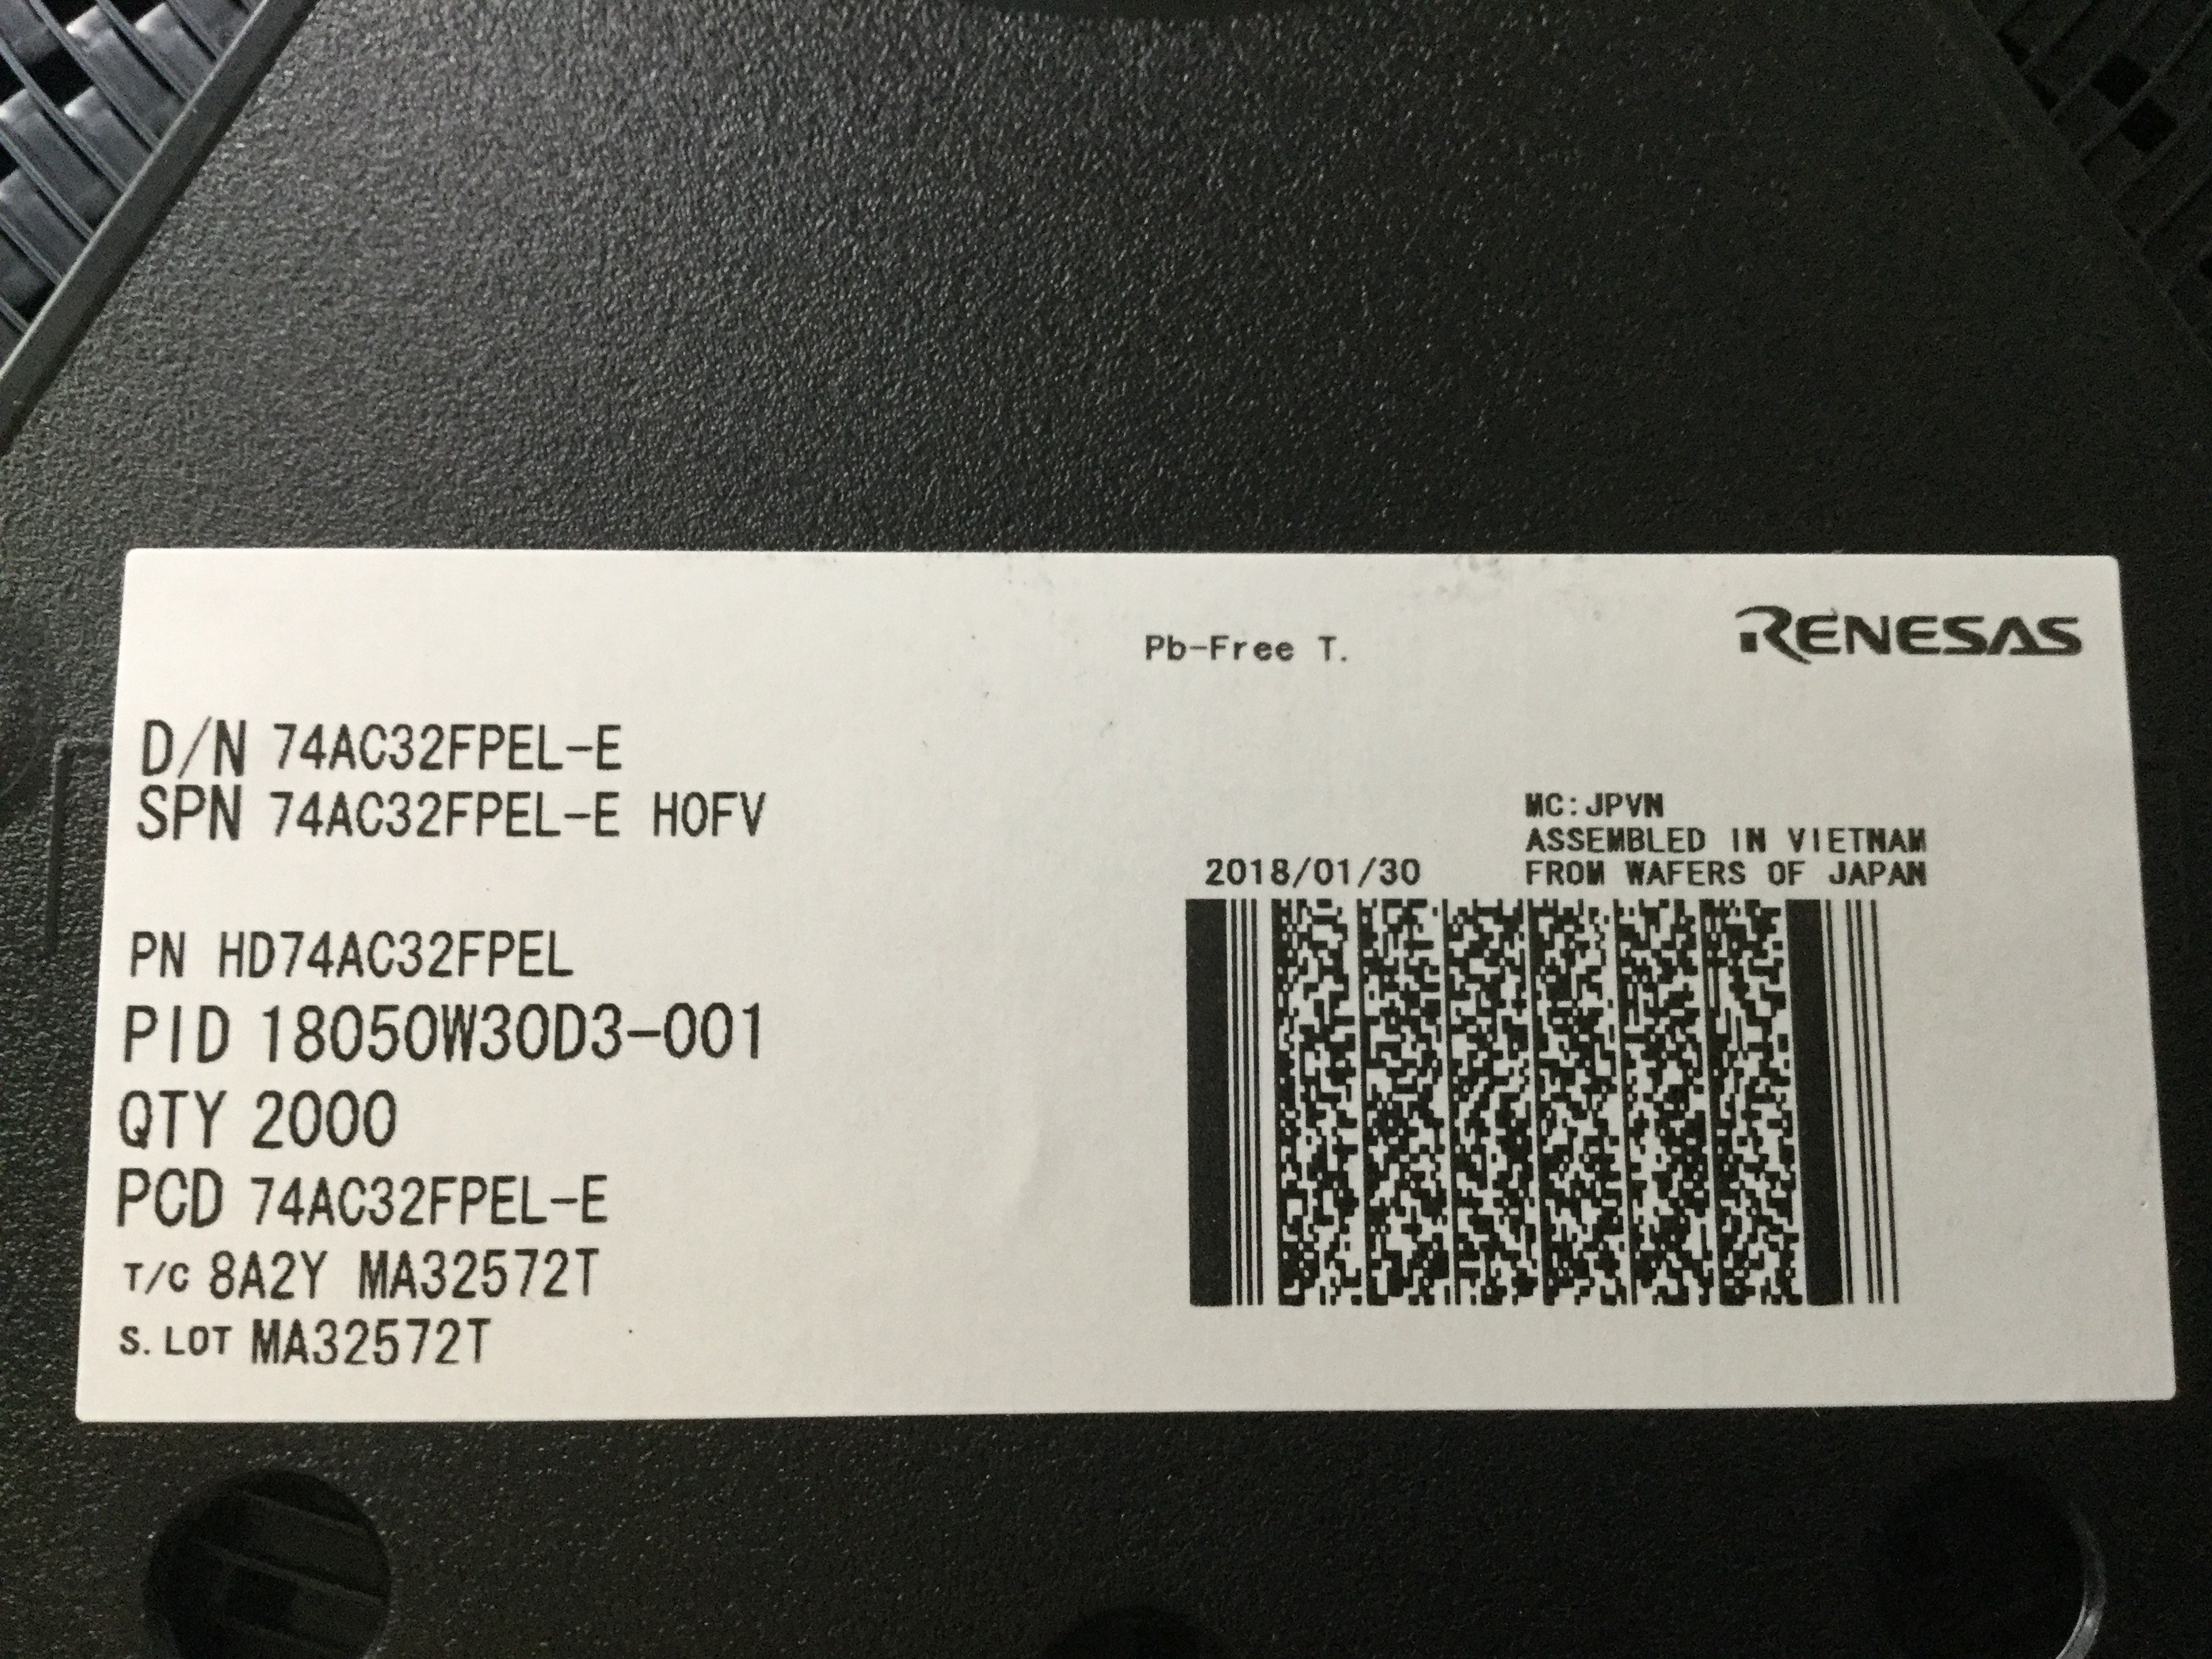 RENESAS
Pb-Free T.
D/N 74AC32FPEL-E
SPN 74AC32FPEL-E H0FV
MC:JPVN
ASSEMBLED IN VIETNAM
2018/01/30 FROM WAFERS OF JAPAN
PN HD74AC32FPEL
PID 18050W30D3-001
QTY 2000
PCD 74AC32FPEL-E
T/C 8A2Y MA32572T
S. LOT MA32572T